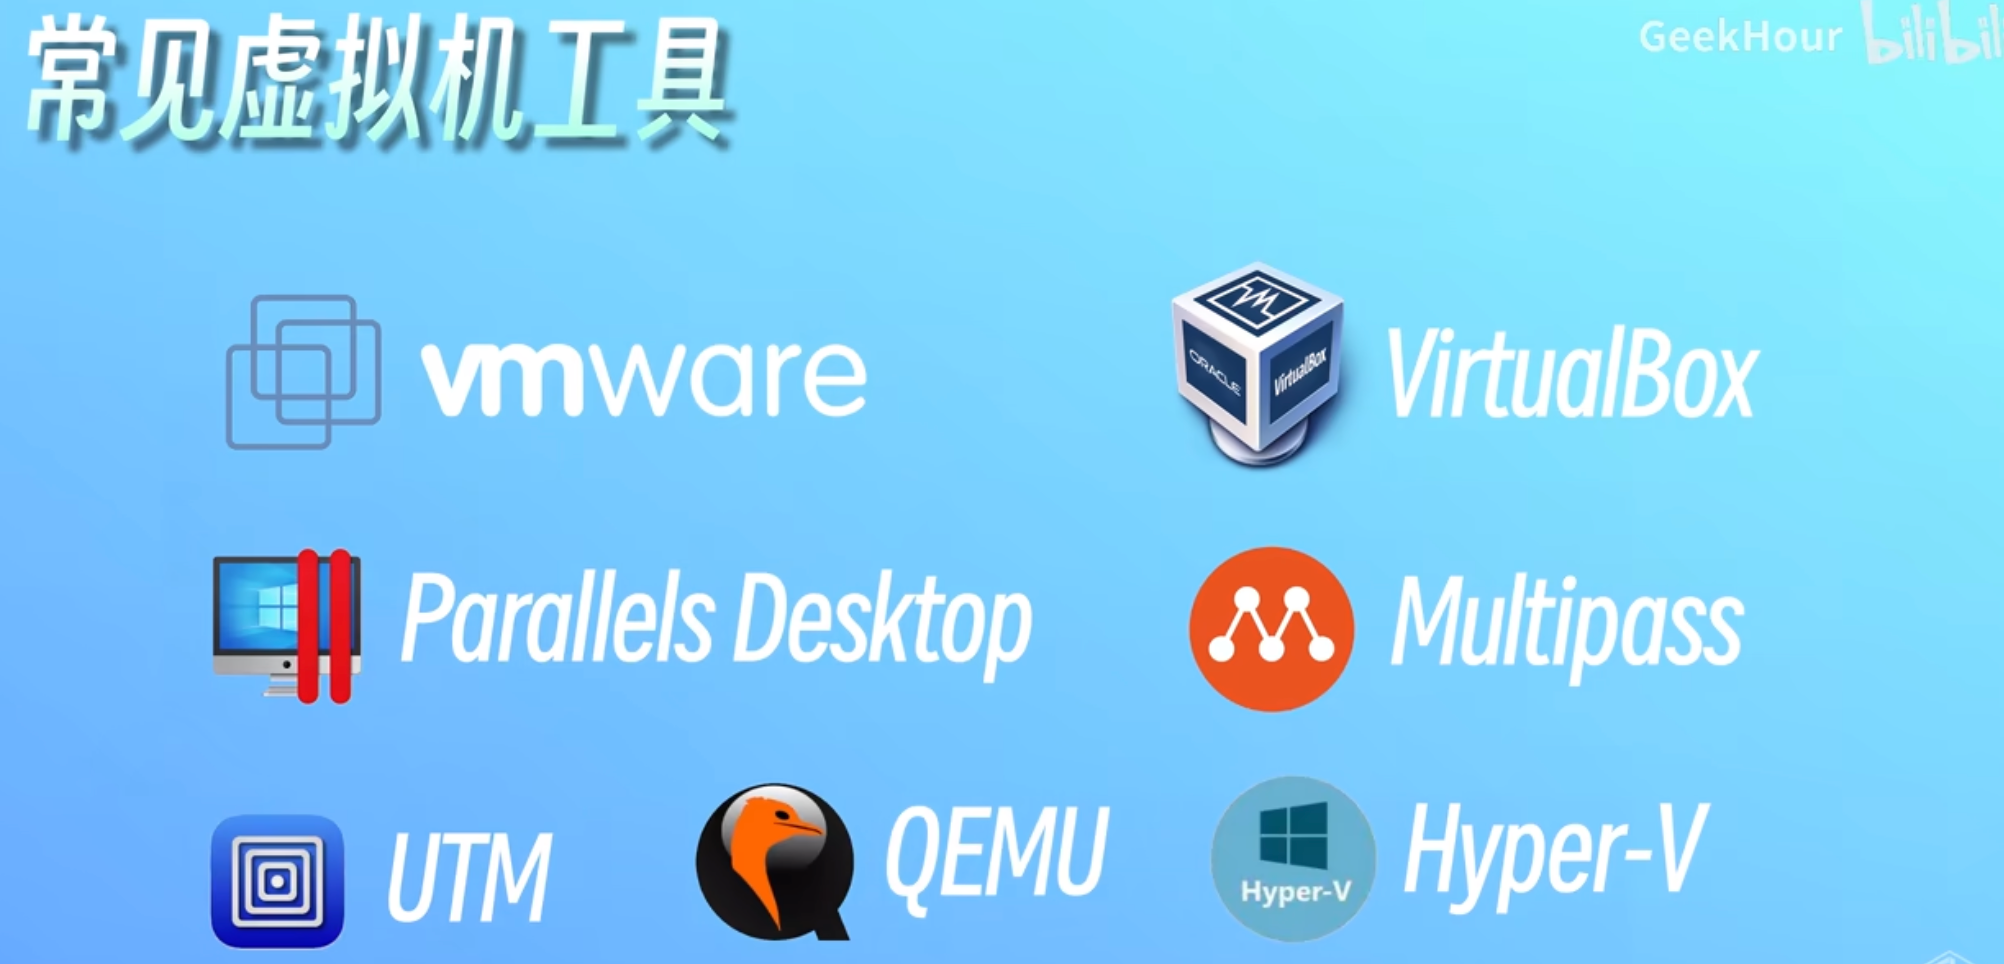 常见虚拟机工具
GeekHour bilibil
vmware
ORACLE VirtualBox
VirtualBox
Parallels Desktop
Multipass
UTM
QEMU
Hyper-V
Hyper-V